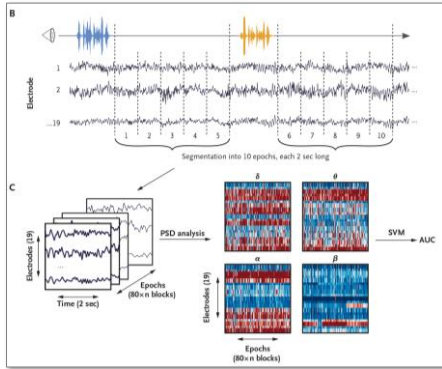 B
Electrode
1
2
...19
...
...
...
1 2 3 4 5 6 7 8 9 10
Segmentation into 10 epochs, each 2 sec long
C
Electrodes (19)
...
Time (2 sec)
Epochs
(80×n blocks)
PSD analysis
δ
θ
α
β
Electrodes (19)
Epochs
(80×n blocks)
SVM
AUC